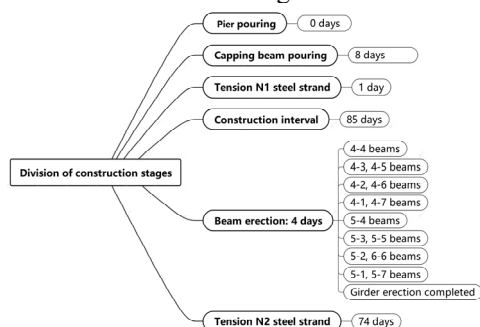 Pier pouring
0 days
Capping beam pouring
8 days
Tension N1 steel strand
1 day
Construction interval
85 days
Division of construction stages
Beam erection: 4 days
4-4 beams
4-3, 4-5 beams
4-2, 4-6 beams
4-1, 4-7 beams
5-4 beams
5-3, 5-5 beams
5-2, 6-6 beams
5-1, 5-7 beams
Girder erection completed
Tension N2 steel strand
74 days